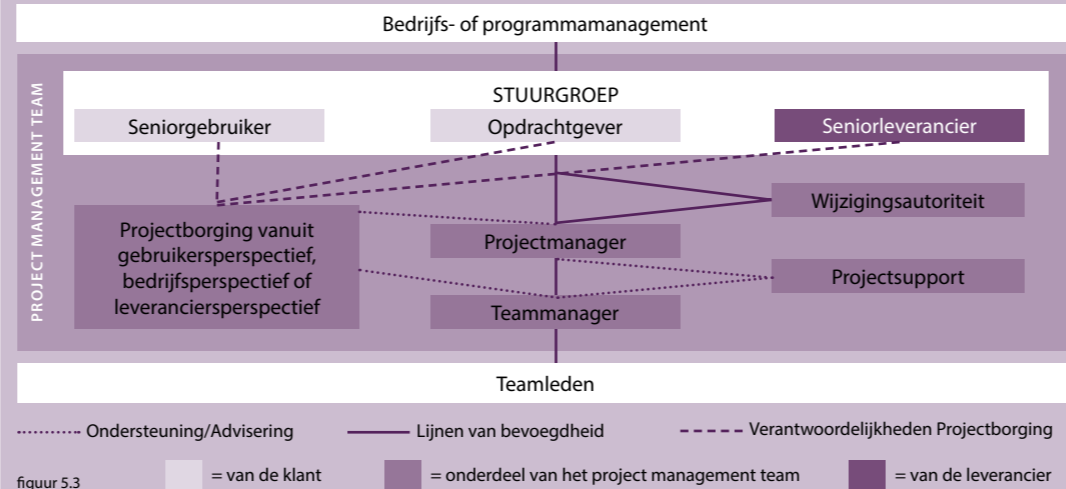 Bedrijfs- of programmamanagement
PROJECT MANAGEMENT TEAM
STUURGROEP
Seniorgebruiker
Opdrachtgever
Seniorleverancier
Wijzigingsautoriteit
Projectborging vanuit
gebruikersperspectief,
bedrijfsperspectief of
leveranciersperspectief
Projectmanager
Projectsupport
Teammanager
Teamleden
Ondersteuning/Advisering
Lijnen van bevoegdheid
Verantwoordelijkheden Projectborging
figuur 5.3
= van de klant
= onderdeel van het project management team
= van de leverancier